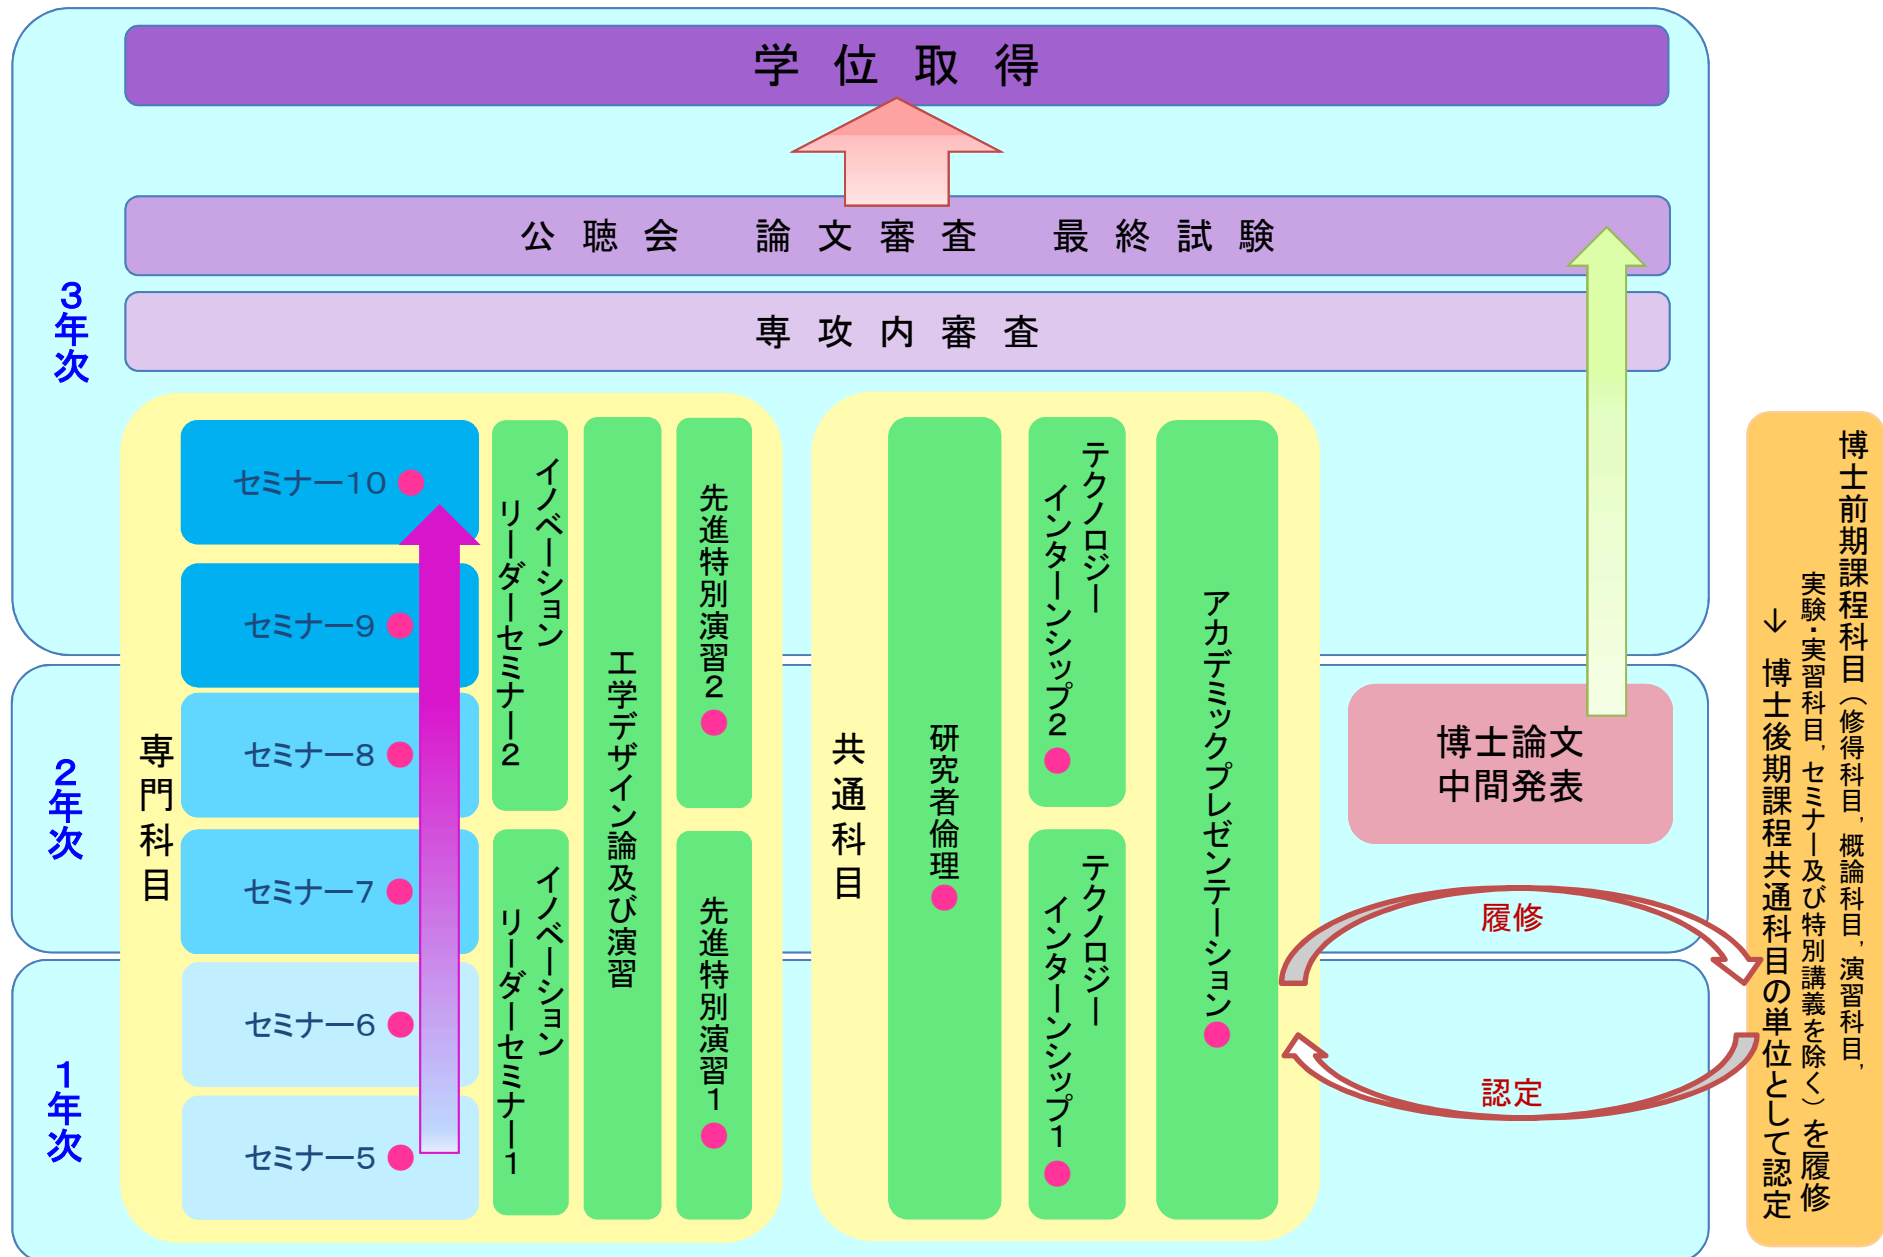 学位取得
公聴会　論文審査　最終試験
専攻内審査
3年次
2年次
1年次
専門科目
セミナー10
セミナー9
セミナー8
セミナー7
セミナー6
セミナー5
イノベーション
リーダーセミナー2
イノベーション
リーダーセミナー1
工学デザイン論及び演習
先進特別演習2
先進特別演習1
共通科目
研究者倫理
テクノロジー
インターンシップ2
テクノロジー
インターンシップ1
アカデミックプレゼンテーション
博士論文
中間発表
履修
認定
博士前期課程科目（修得科目，概論科目，演習科目，
実験・実習科目，セミナー及び特別講義を除く）を履修
↓ 博士後期課程共通科目の単位として認定